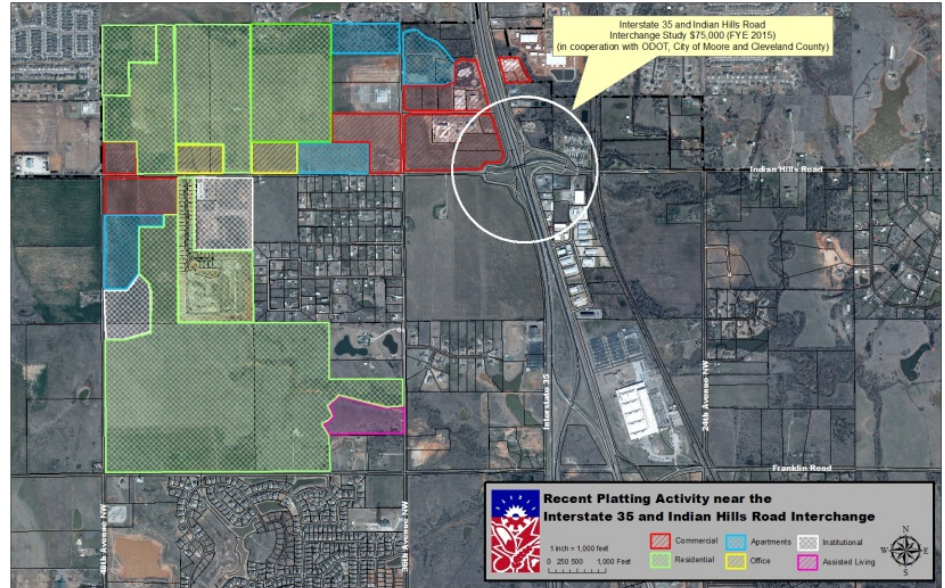 Interstate 35 and Indian Hills Road
Interchange Study $75,000 (FYE 2015)
(in cooperation with ODOT, City of Moore and Cleveland County)
Indian Hills Road
Interstate 35
24th Avenue NW
Franklin Road
48th Avenue NW
36th Avenue NW
Recent Platting Activity near the
Interstate 35 and Indian Hills Road Interchange
1 inch = 1,000 feet
0 250 500 1,000 Feet
Commercial
Apartments
Institutional
Residential
Office
Assisted Living
N
W
E
S